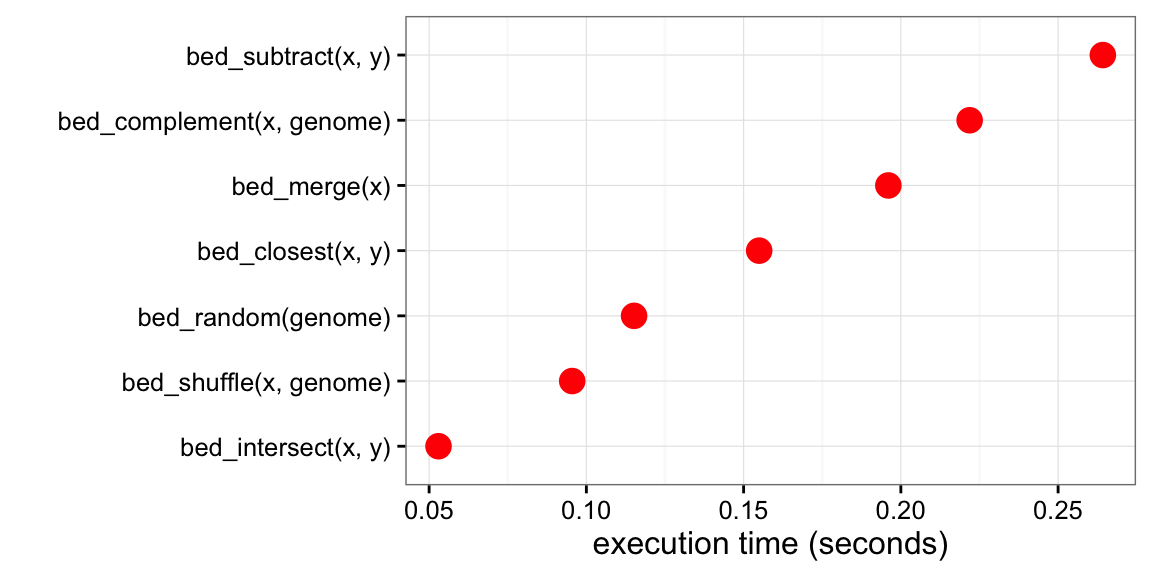 bed_subtract(x, y)
bed_complement(x, genome)
bed_merge(x)
bed_closest(x, y)
bed_random(genome)
bed_shuffle(x, genome)
bed_intersect(x, y)
0.05 0.10 0.15 0.20 0.25
execution time (seconds)